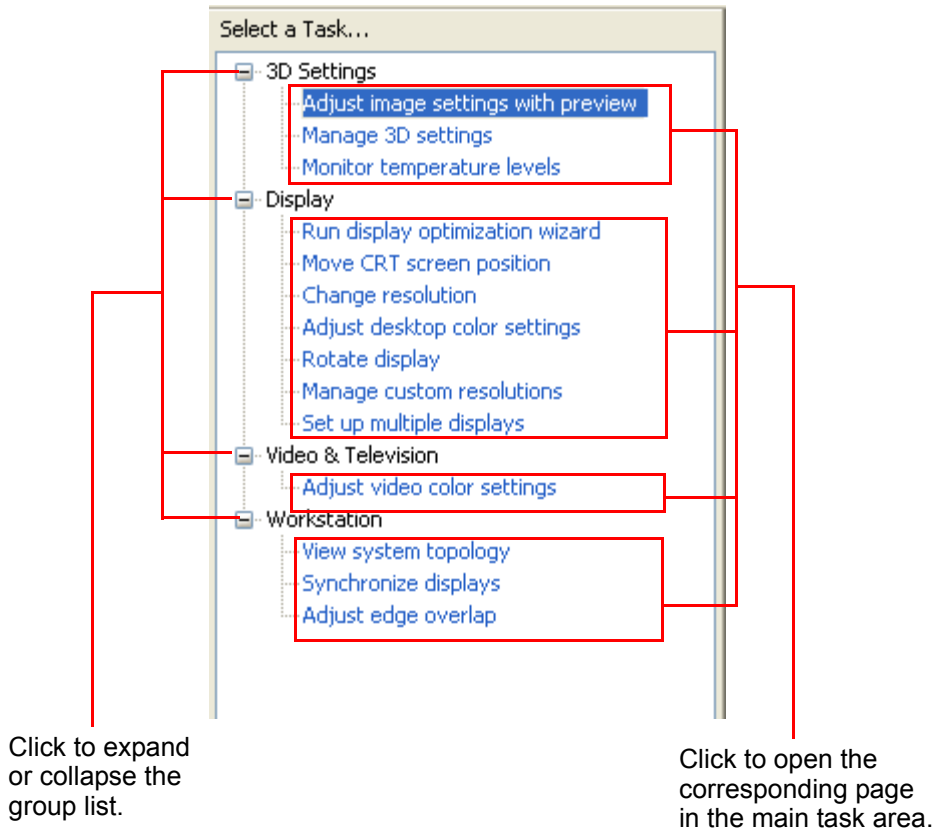 Select a Task...
3D Settings
Adjust image settings with preview
Manage 3D settings
Monitor temperature levels
Display
Run display optimization wizard
Move CRT screen position
Change resolution
Adjust desktop color settings
Rotate display
Manage custom resolutions
Set up multiple displays
Video & Television
Adjust video color settings
Workstation
View system topology
Synchronize displays
Adjust edge overlap
Click to expand
or collapse the
group list.
Click to open the
corresponding page
in the main task area.